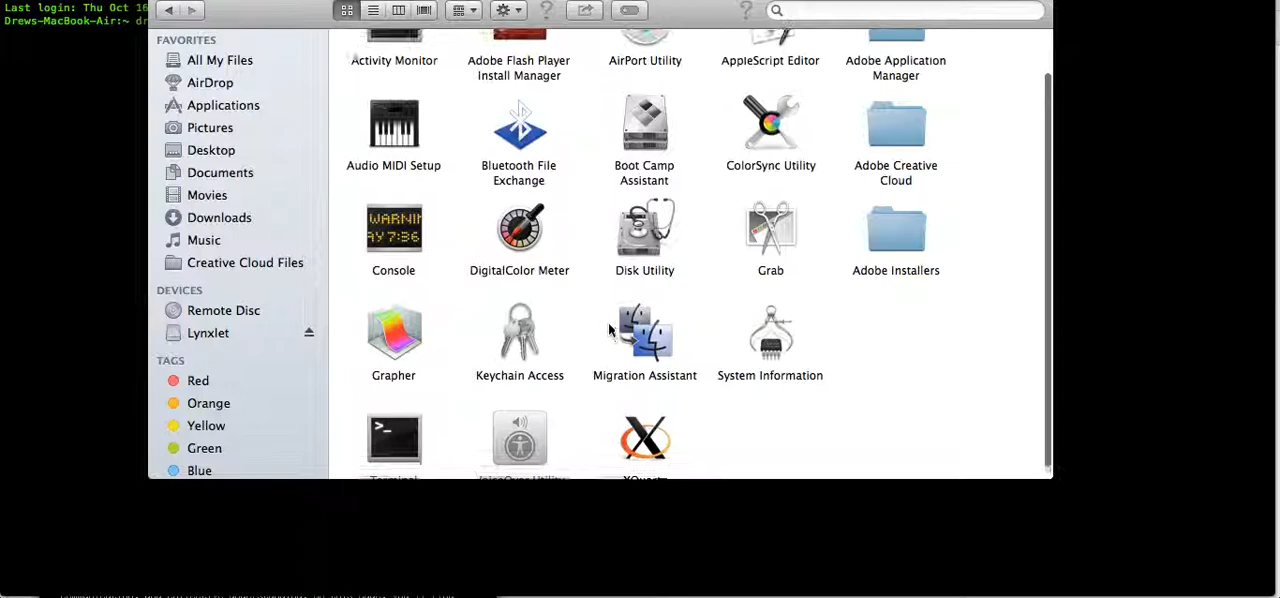 Last login: Thu Oct 16
Drews-MacBook-Air:~ dr
FAVORITES
All My Files
AirDrop
Applications
Pictures
Desktop
Documents
Movies
Downloads
Music
Creative Cloud Files
DEVICES
Remote Disc
Lynxlet
TAGS
Red
Orange
Yellow
Green
Blue
Activity Monitor
Adobe Flash Player
Install Manager
AirPort Utility
AppleScript Editor
Adobe Application
Manager
Audio MIDI Setup
Bluetooth File
Exchange
Boot Camp
Assistant
ColorSync Utility
Adobe Creative
Cloud
WARNIN
AY 7:36
Console
DigitalColor Meter
Disk Utility
Grab
Adobe Installers
Grapher
Keychain Access
Migration Assistant
System Information
>_